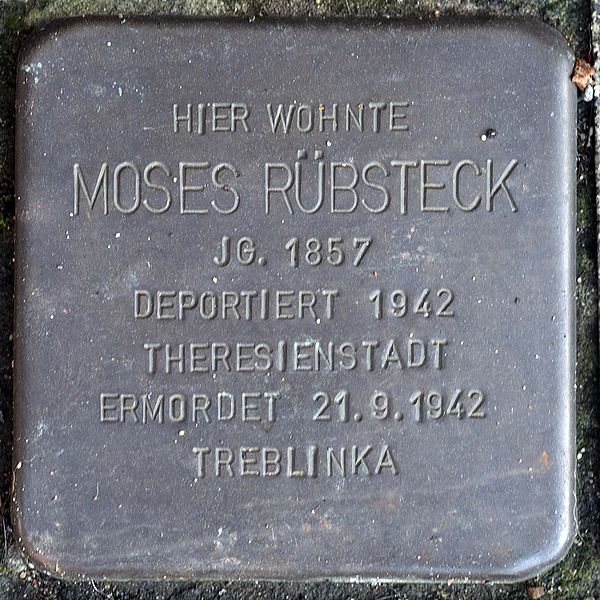 HIER WOHNTE
MOSES RÜBSTECK
JG. 1857
DEPORTIERT 1942
THERESIENSTADT
ERMORDET 21.9.1942
TREBLINKA